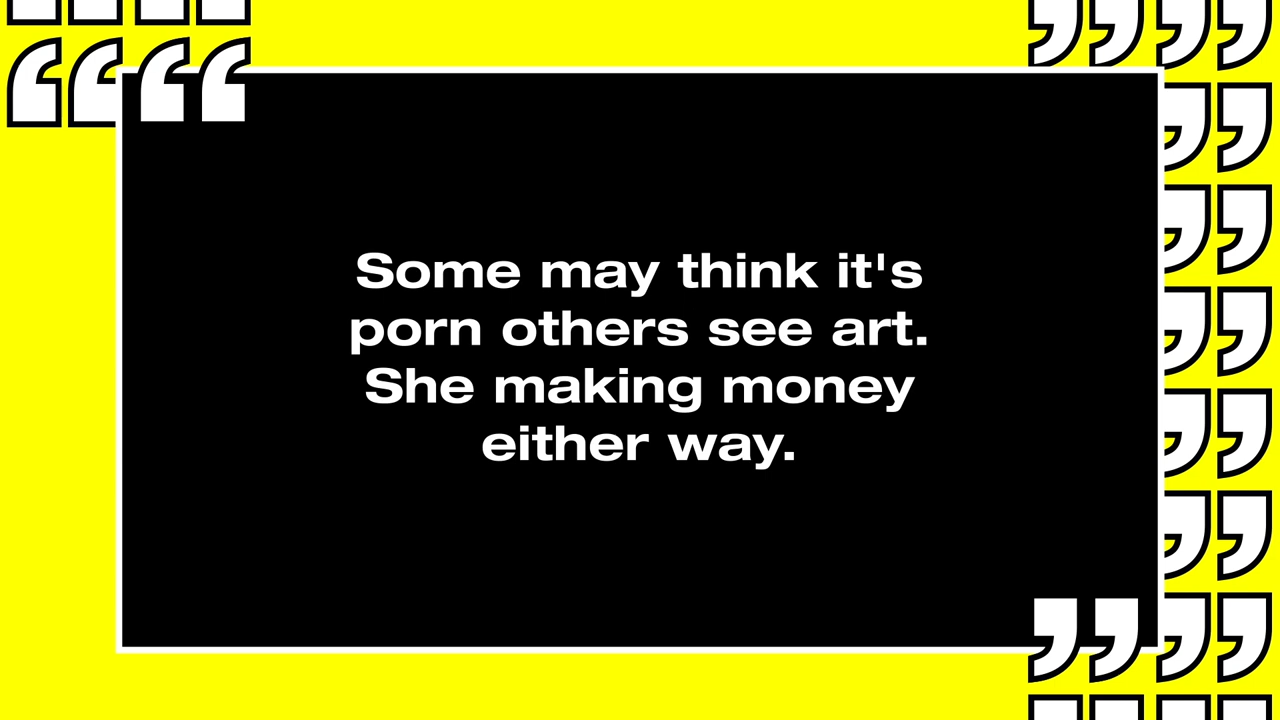 Some may think it's
porn others see art.
She making money
either way.